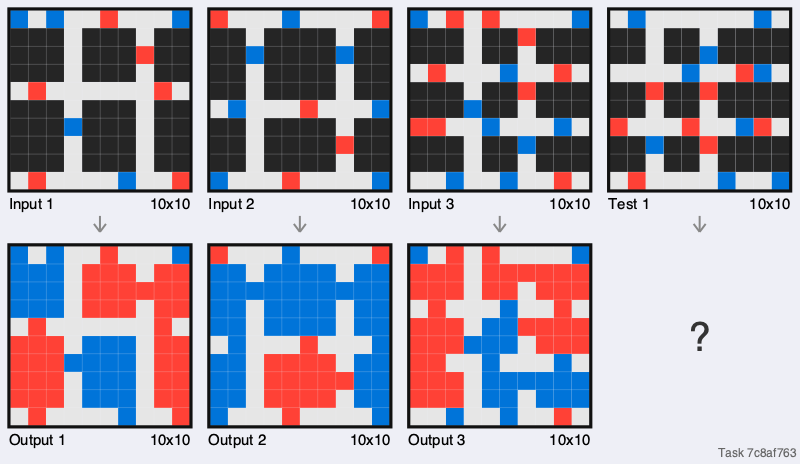 Input 1 10x10 Input 2 10x10 Input 3 10x10 Test 1 10x10
?
Output 1 10x10 Output 2 10x10 Output 3 10x10
Task 7c8af763